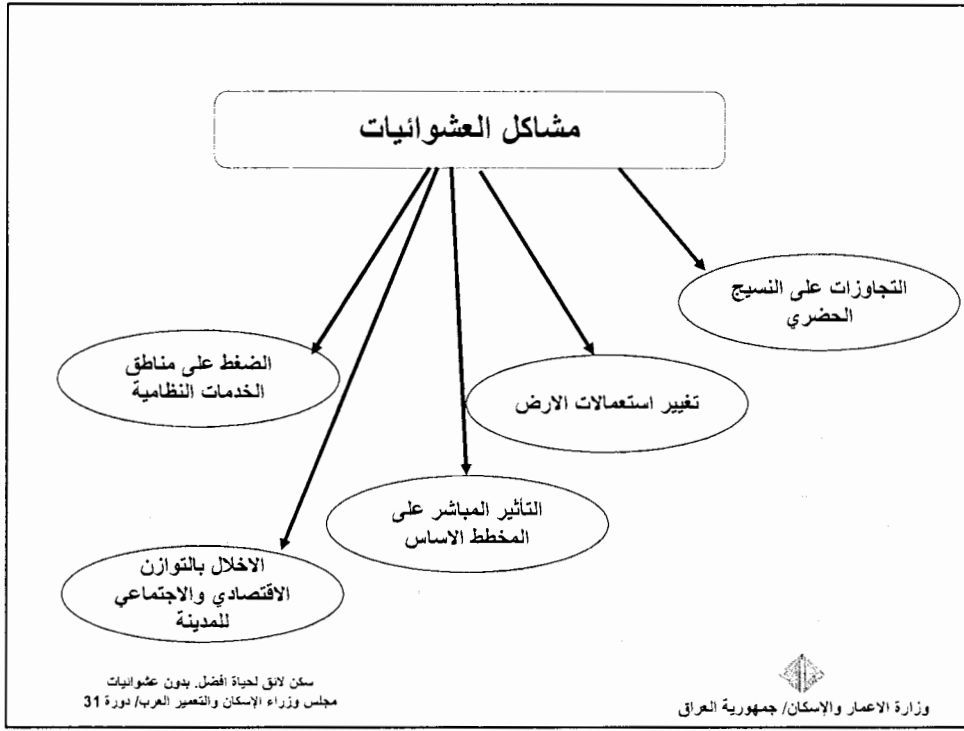 مشاكل العشوائيات
التجاوزات على النسيج
الحضري
تغيير استعمالات الارض
التأثير المباشر على
المخطط الاساس
الضغط على مناطق
الخدمات النظامية
الاخلال بالتوازن
الاقتصادي والاجتماعي
للمدينة
وزارة الاعمار والإسكان/ جمهورية العراق
سكن لائق لحياة افضل. بدون عشوائيات
مجلس وزراء الإسكان والتعمير العرب/ دورة 31